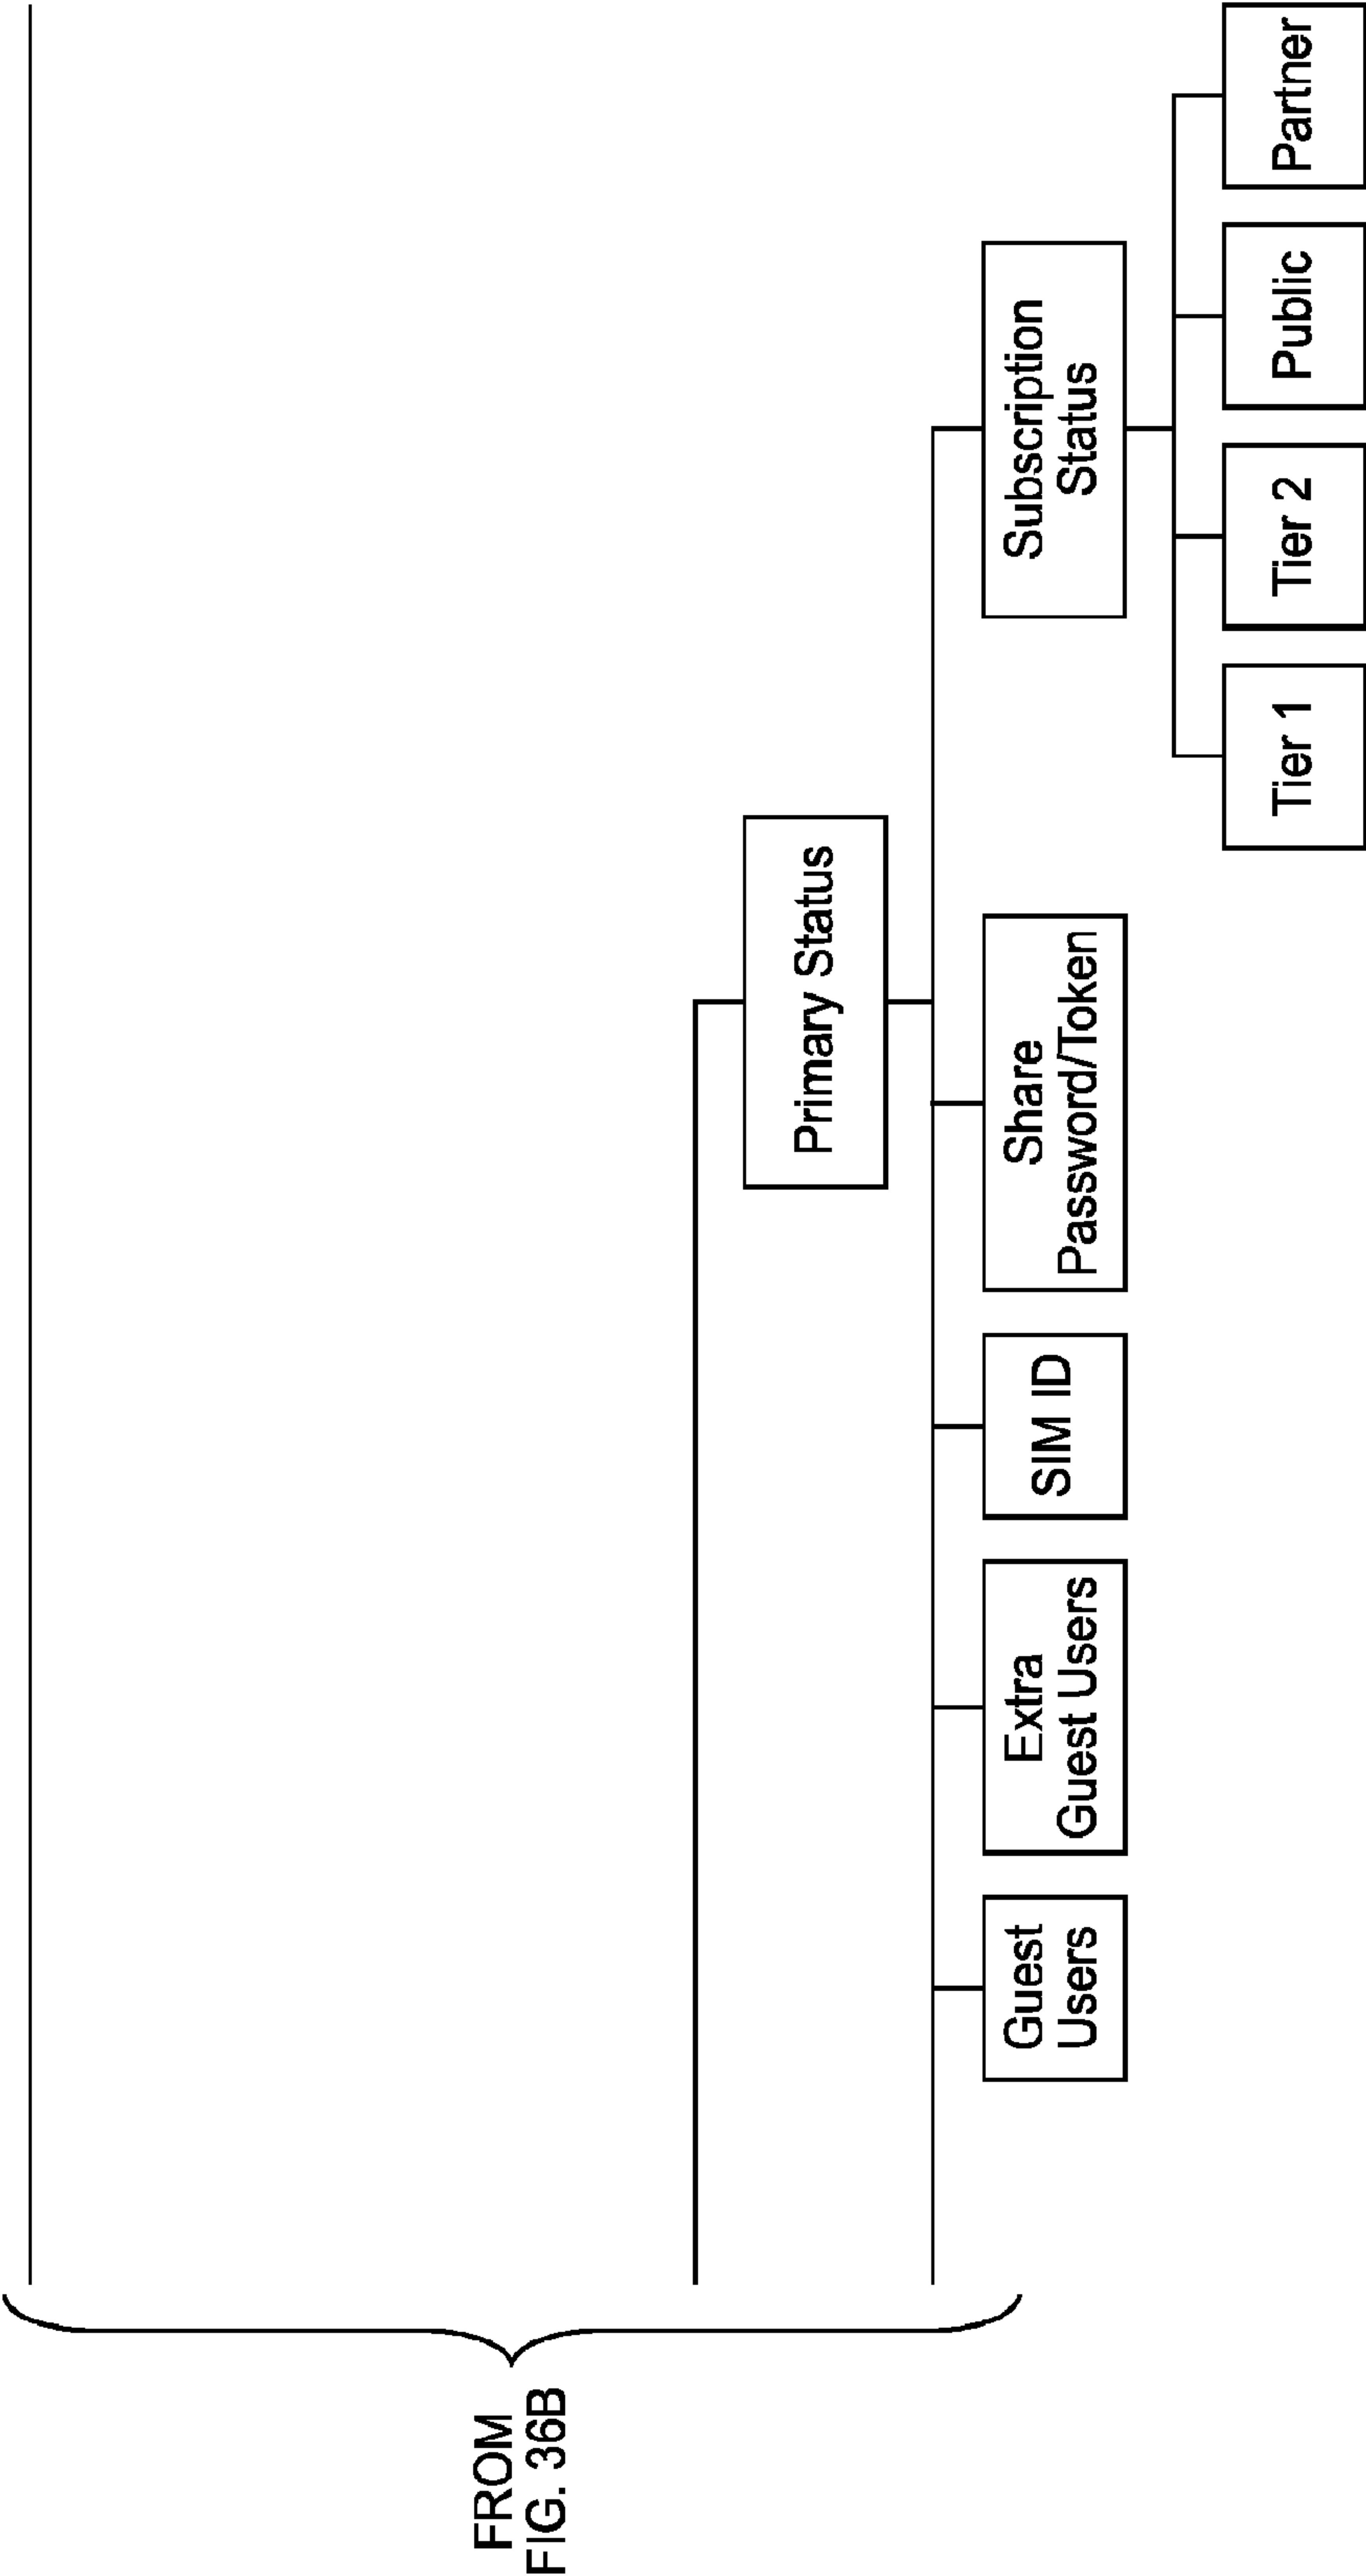 FROM
FIG. 36B
Primary Status
Guest
Users
Extra
Guest Users
SIM ID
Share
Password/Token
Subscription
Status
Tier 1
Tier 2
Public
Partner